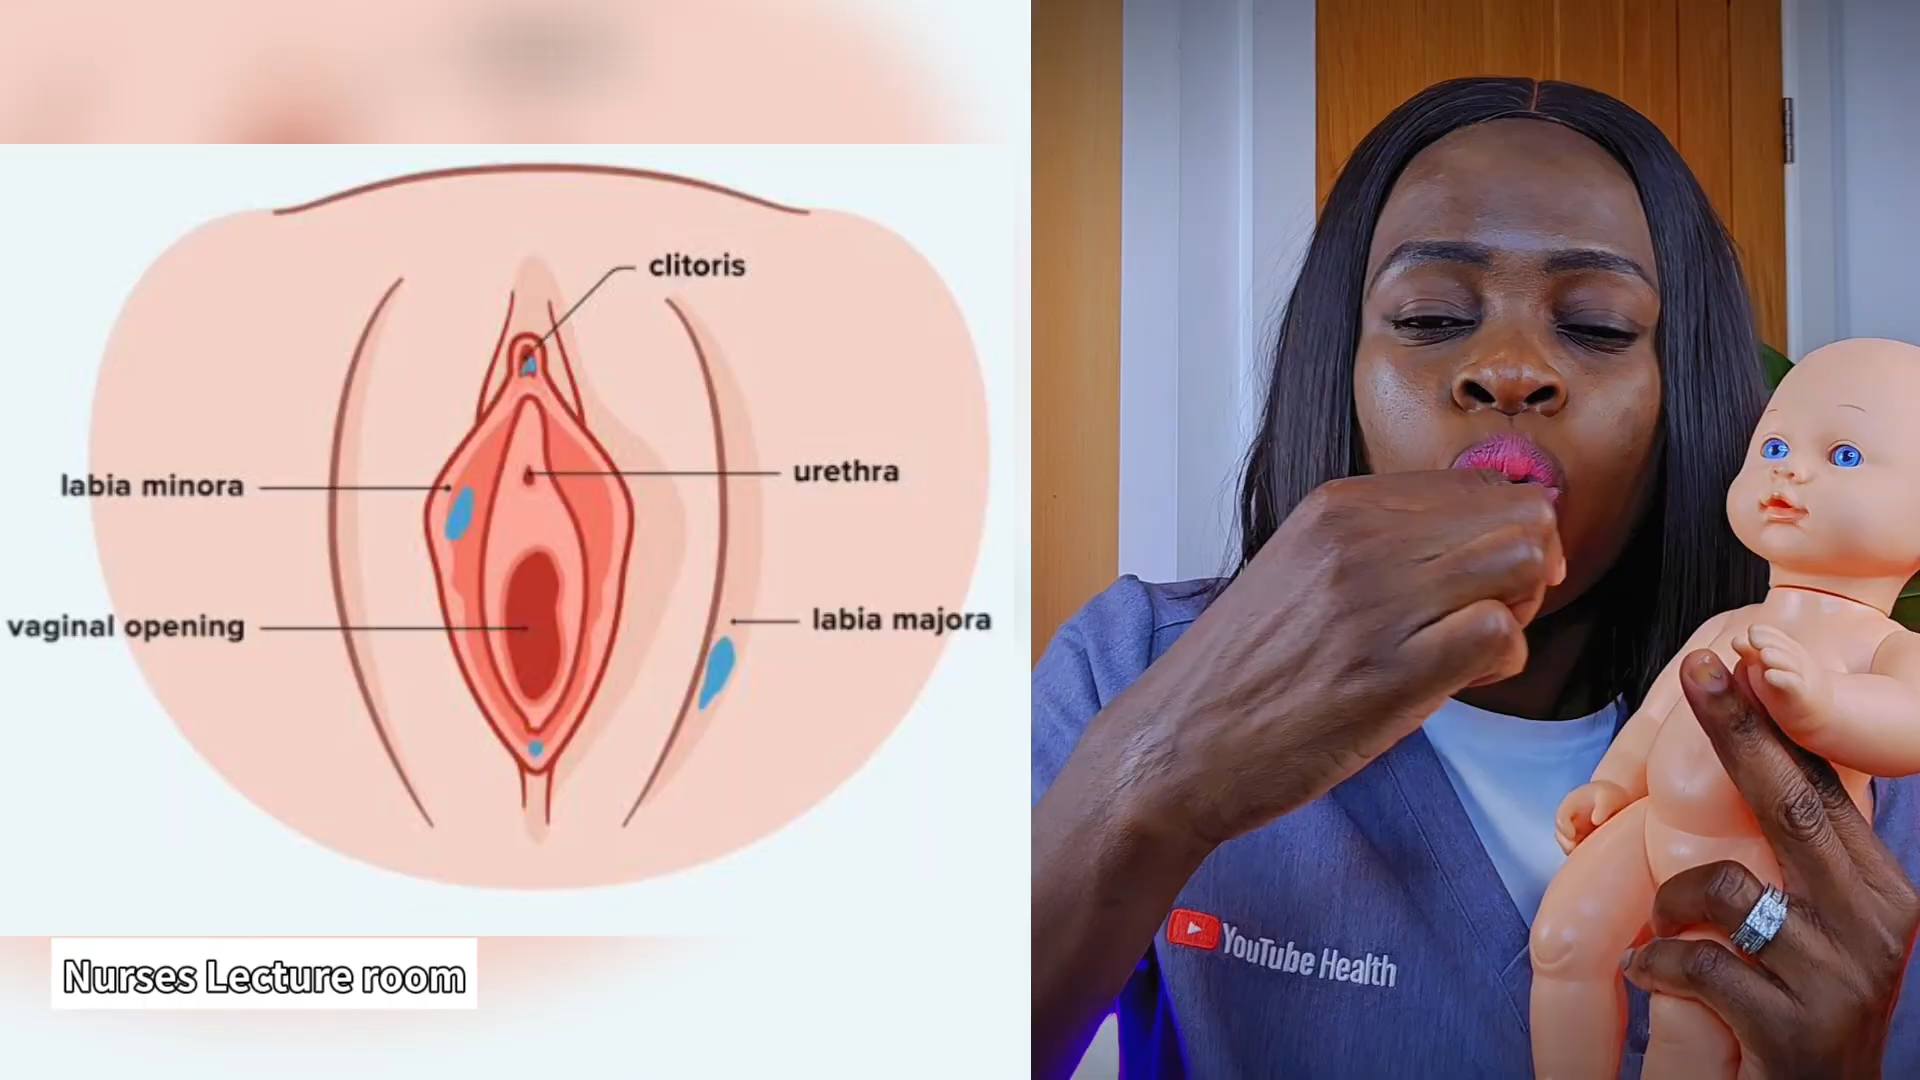 clitoris
labia minora
urethra
vaginal opening
labia majora
Nurses Lecture room
YouTube Health